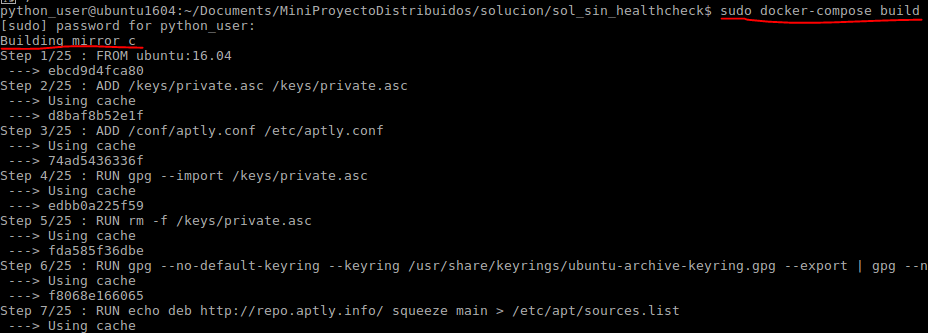 python_user@ubuntu1604:~/Documents/MiniProyectoDistribuidos/solucion/sol_sin_healthcheck$ sudo docker-compose build
[sudo] password for python_user:
Building mirror_c
Step 1/25 : FROM ubuntu:16.04
 ---> ebcd9d4fca80
Step 2/25 : ADD /keys/private.asc /keys/private.asc
 ---> Using cache
 ---> d8baf8b52e1f
Step 3/25 : ADD /conf/aptly.conf /etc/aptly.conf
 ---> Using cache
 ---> 74ad5436336f
Step 4/25 : RUN gpg --import /keys/private.asc
 ---> Using cache
 ---> edbb0a225f59
Step 5/25 : RUN rm -f /keys/private.asc
 ---> Using cache
 ---> fda585f36dbe
Step 6/25 : RUN gpg --no-default-keyring --keyring /usr/share/keyrings/ubuntu-archive-keyring.gpg --export | gpg --n
 ---> Using cache
 ---> f8068e166065
Step 7/25 : RUN echo deb http://repo.aptly.info/ squeeze main > /etc/apt/sources.list
 ---> Using cache